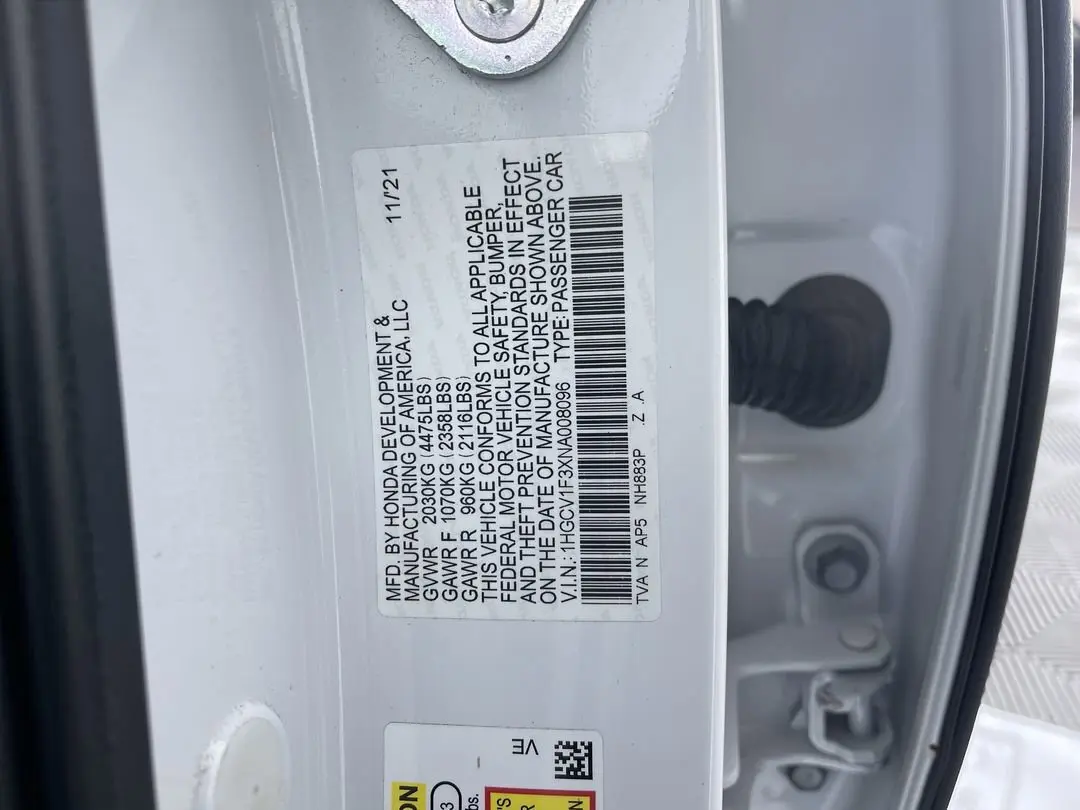 MFD. BY HONDA DEVELOPMENT &
MANUFACTURING OF AMERICA, LLC 11/'21
GVWR 2030KG (4475LBS)
GAWR F 1070KG (2358LBS)
GAWR R 960KG (2116LBS)
THIS VEHICLE CONFORMS TO ALL APPLICABLE
FEDERAL MOTOR VEHICLE SAFETY, BUMPER,
AND THEFT PREVENTION STANDARDS IN EFFECT
ON THE DATE OF MANUFACTURE SHOWN ABOVE.
V.I.N.: 1HGCV1F3XNA008096 TYPE: PASSENGER CAR
TVA N AP5 NH883P .Z .A
VE